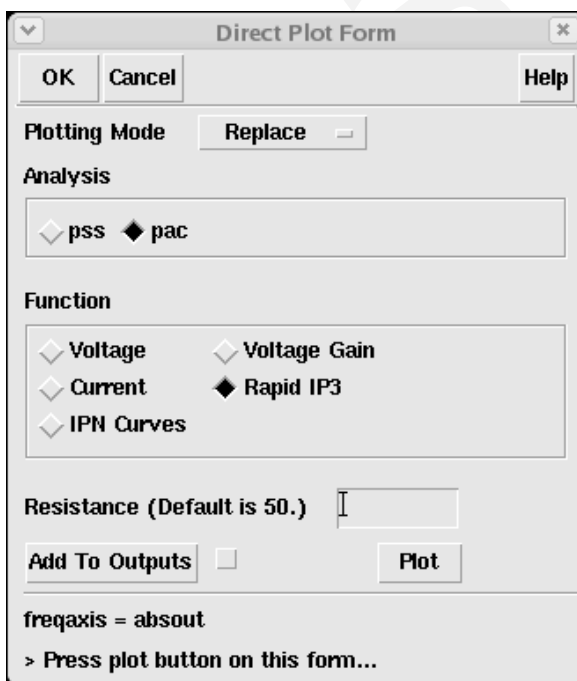 Direct Plot Form
OK Cancel Help
Plotting Mode Replace
Analysis
pss pac
Function
Voltage Voltage Gain
Current Rapid IP3
IPN Curves
Resistance (Default is 50.)
Add To Outputs Plot
freqaxis = absout
> Press plot button on this form...